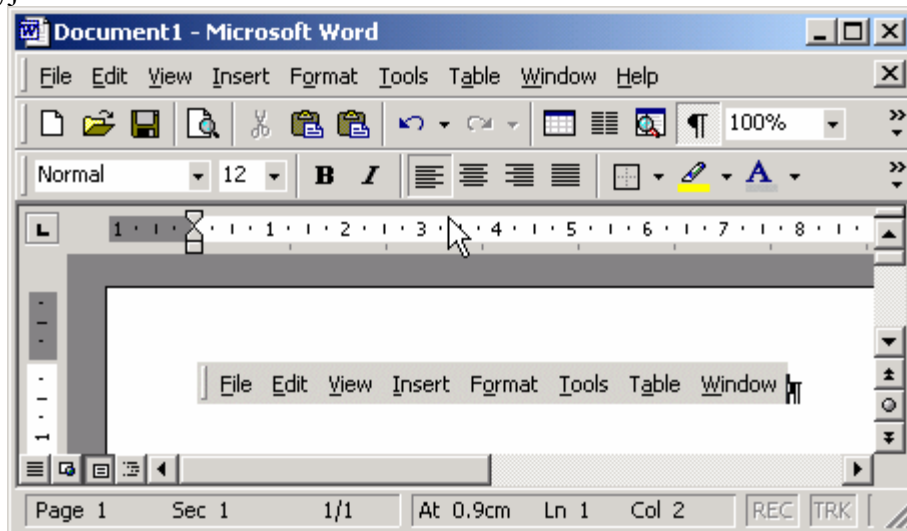 Document1 - Microsoft Word
File Edit View Insert Format Tools Table Window Help
100%
Normal 12 B I A
L 1 1 2 3 4 5 6 7 8
File Edit View Insert Format Tools Table Window ¶
1
Page 1 Sec 1 1/1 At 0.9cm Ln 1 Col 2 REC TRK